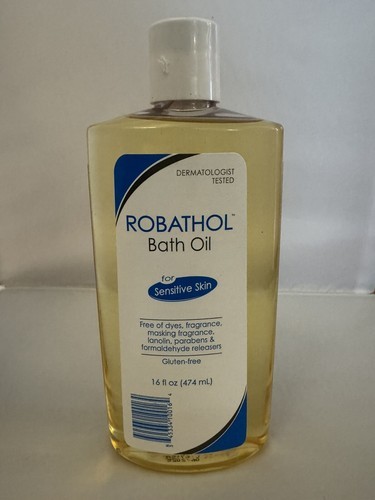 DERMATOLOGIST
TESTED
ROBATHOL™
Bath Oil
for
Sensitive Skin
Free of dyes, fragrance,
masking fragrance,
lanolin, parabens &
formaldehyde releasers
Gluten-free
16 fl oz (474 mL)